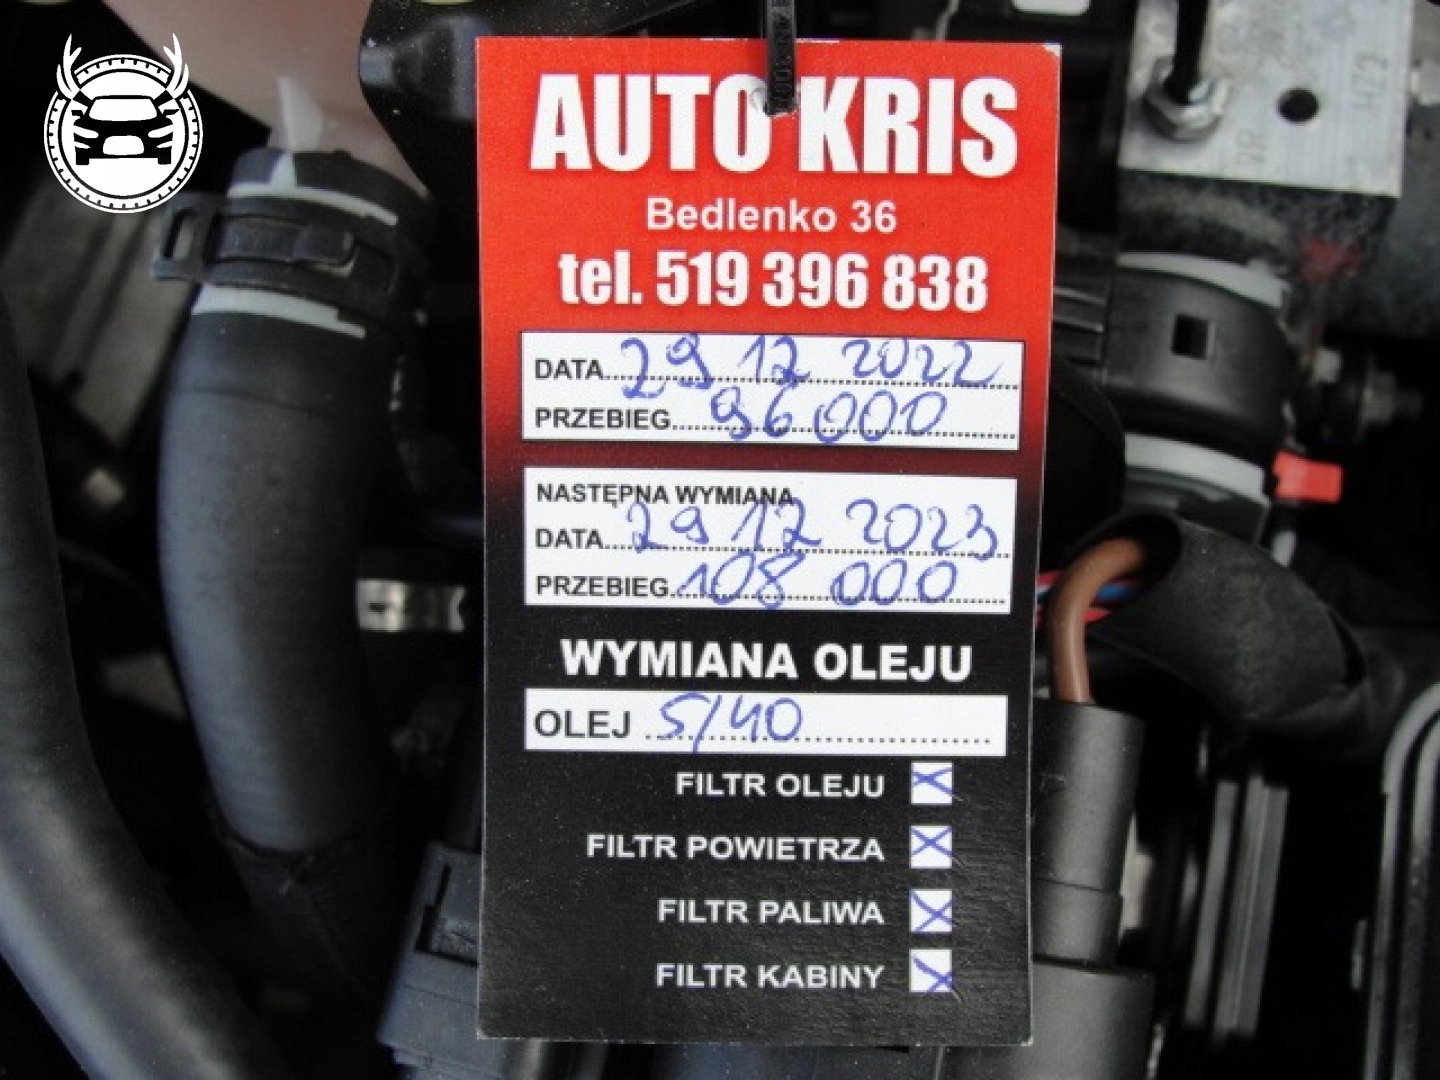 AUTO KRIS
Bedlenko 36
tel. 519 396 838
DATA 29 12 2022
PRZEBIEG 96 000
NASTĘPNA WYMIANA
DATA 29 12 2023
PRZEBIEG 108 000
WYMIANA OLEJU
OLEJ 5/40
FILTR OLEJU
FILTR POWIETRZA
FILTR PALIWA
FILTR KABINY